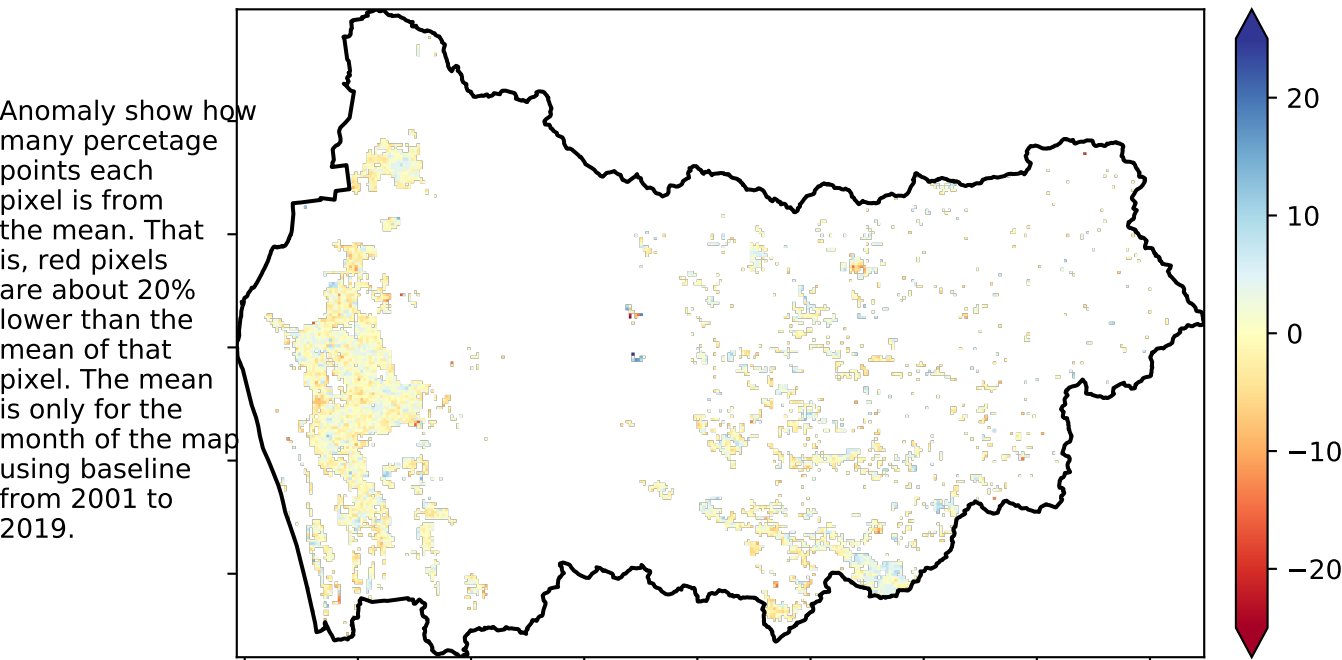 Anomaly show how
many percetage
points each
pixel is from
the mean. That
is, red pixels
are about 20%
lower than the
mean of that
pixel. The mean
is only for the
month of the map
using baseline
from 2001 to
2019.
20
10
0
−10
−20